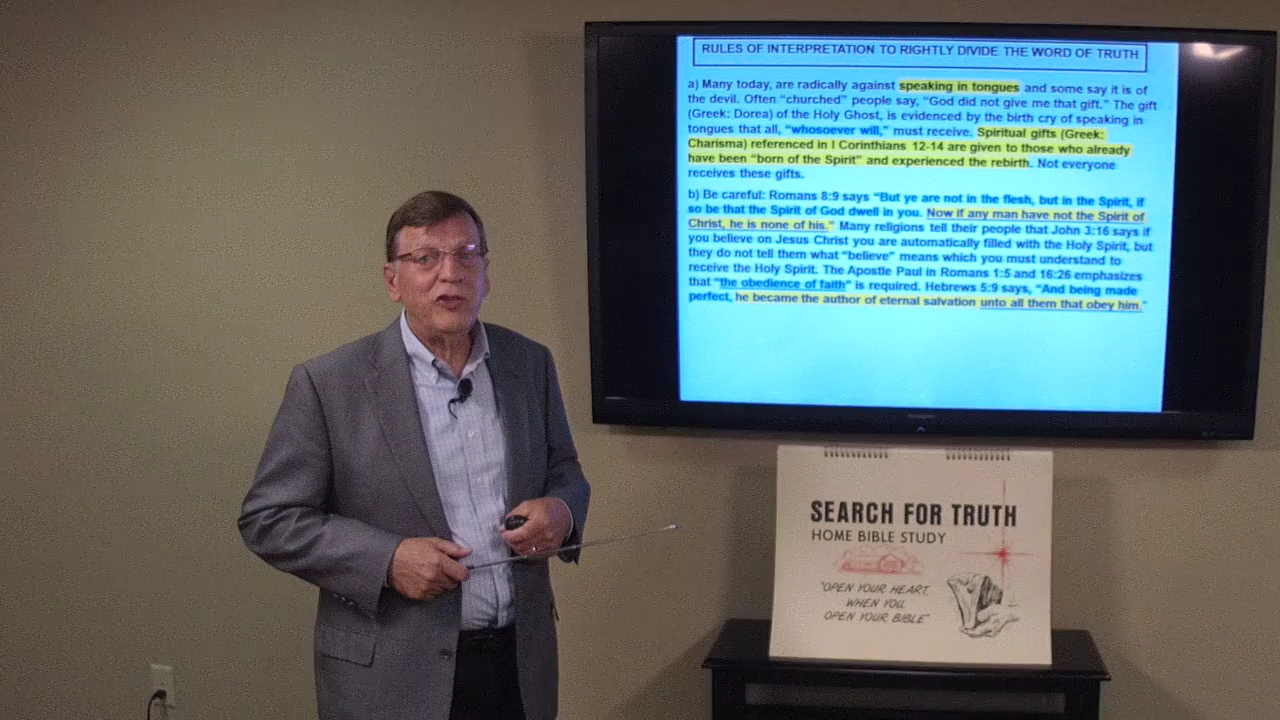 RULES OF INTERPRETATION TO RIGHTLY DIVIDE THE WORD OF TRUTH
a) Many today, are radically against speaking in tongues and some say it is of
the devil. Often "churched" people say, "God did not give me that gift." The gift
(Greek: Dorea) of the Holy Ghost, is evidenced by the birth cry of speaking in
tongues that all, "whosoever will," must receive. Spiritual gifts (Greek:
Charisma) referenced in I Corinthians 12-14 are given to those who already
have been "born of the Spirit" and experienced the rebirth. Not everyone
receives these gifts.
b) Be careful: Romans 8:9 says "But ye are not in the flesh, but in the Spirit, if
so be that the Spirit of God dwell in you. Now if any man have not the Spirit of
Christ, he is none of his." Many religions tell their people that John 3:16 says if
you believe on Jesus Christ you are automatically filled with the Holy Spirit, but
they do not tell them what "believe" means which you must understand to
receive the Holy Spirit. The Apostle Paul in Romans 1:5 and 16:26 emphasizes
that "the obedience of faith" is required. Hebrews 5:9 says, "And being made
perfect, he became the author of eternal salvation unto all them that obey him."
SEARCH FOR TRUTH
HOME BIBLE STUDY
"OPEN YOUR HEART,
WHEN YOU
OPEN YOUR BIBLE"